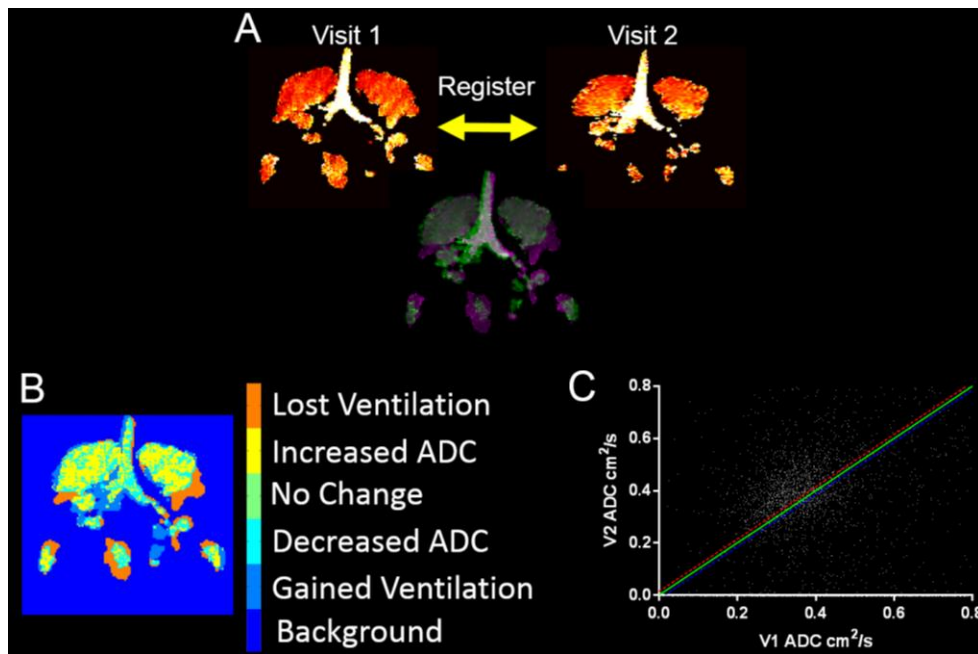 A
Visit 1
Visit 2
Register
B
Lost Ventilation
Increased ADC
No Change
Decreased ADC
Gained Ventilation
Background
C
0.8
0.6
0.4
0.2
0.0
V2 ADC cm²/s
0.0 0.2 0.4 0.6 0.8
V1 ADC cm²/s